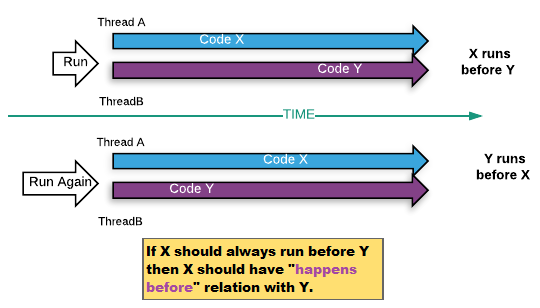 Thread A
Code X
Run
Code Y
X runs
before Y
ThreadB
TIME
Thread A
Code X
Run Again
Code Y
Y runs
before X
ThreadB
If X should always run before Y
then X should have "happens
before" relation with Y.